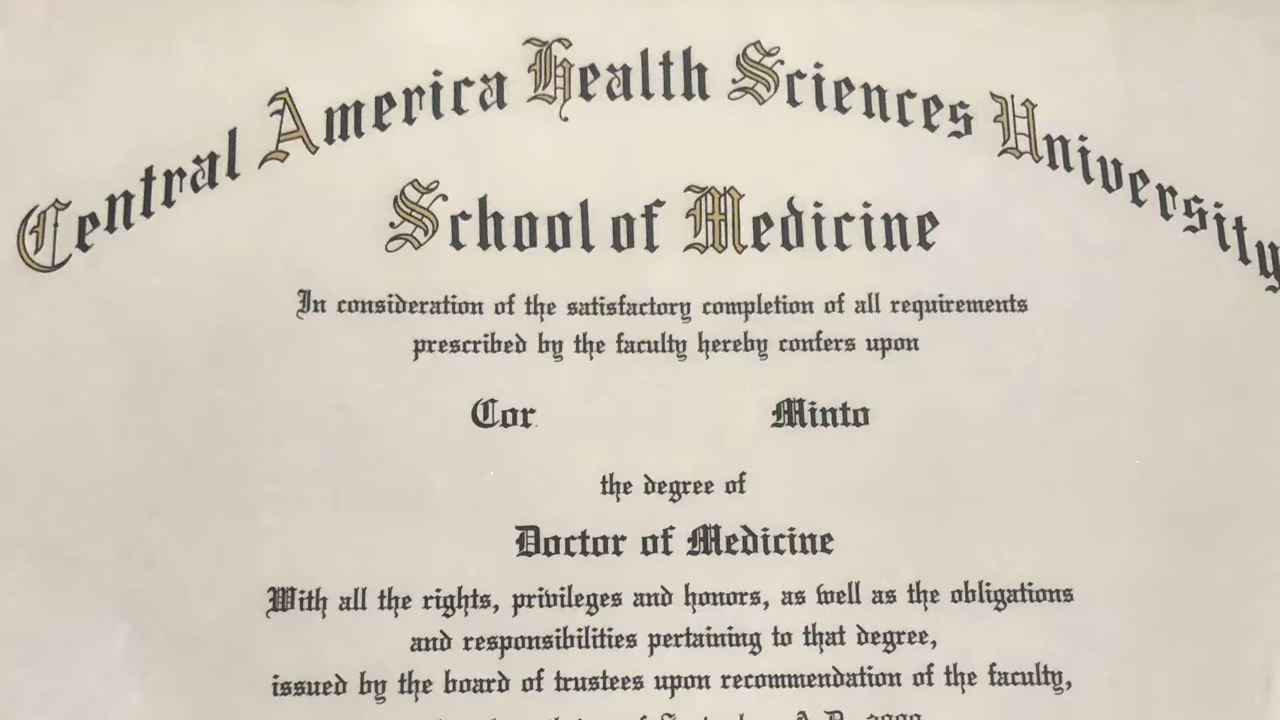 Central America Health Sciences University
School of Medicine
In consideration of the satisfactory completion of all requirements
prescribed by the faculty hereby confers upon
Cor Minto
the degree of
Doctor of Medicine
With all the rights, privileges and honors, as well as the obligations
and responsibilities pertaining to that degree,
issued by the board of trustees upon recommendation of the faculty,